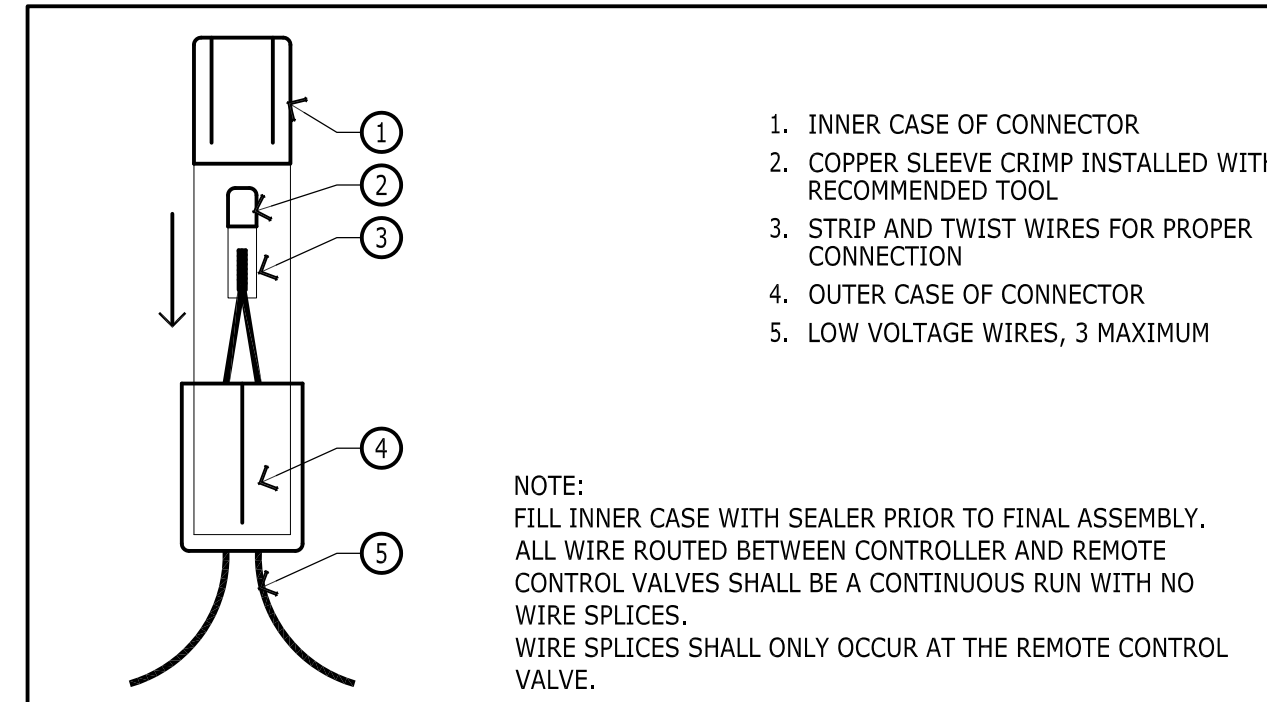 1
2
3
4
5
1. INNER CASE OF CONNECTOR
2. COPPER SLEEVE CRIMP INSTALLED WITH
RECOMMENDED TOOL
3. STRIP AND TWIST WIRES FOR PROPER
CONNECTION
4. OUTER CASE OF CONNECTOR
5. LOW VOLTAGE WIRES, 3 MAXIMUM
NOTE:
FILL INNER CASE WITH SEALER PRIOR TO FINAL ASSEMBLY.
ALL WIRE ROUTED BETWEEN CONTROLLER AND REMOTE
CONTROL VALVES SHALL BE A CONTINUOUS RUN WITH NO
WIRE SPLICES.
WIRE SPLICES SHALL ONLY OCCUR AT THE REMOTE CONTROL
VALVE.